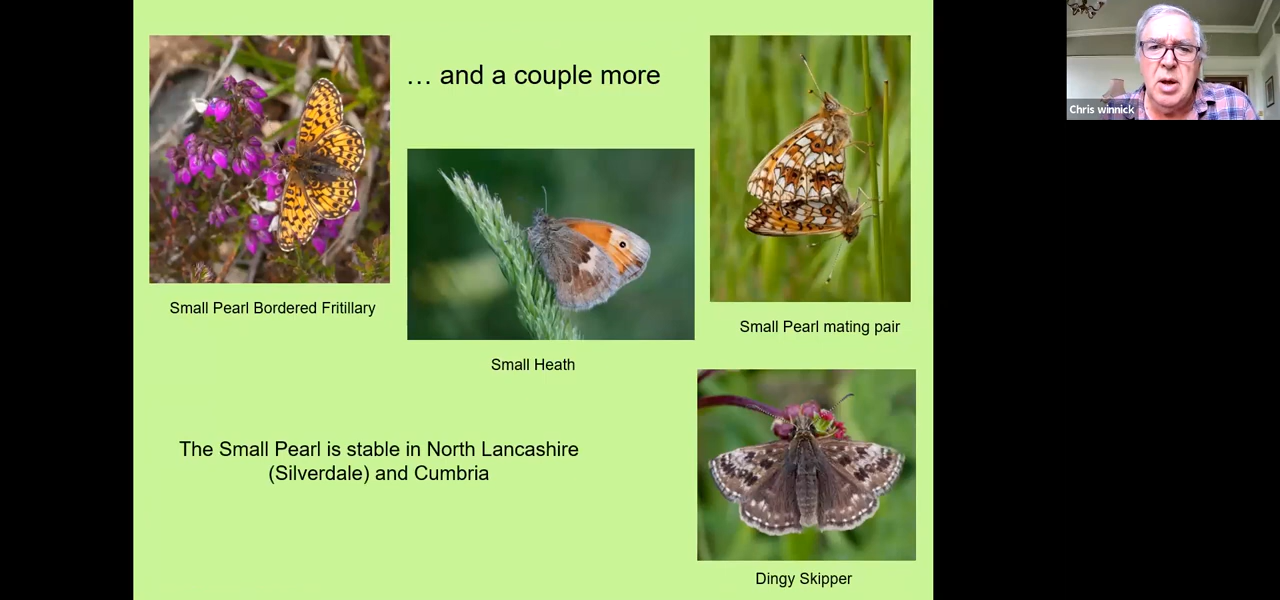 … and a couple more
Chris winnick
Small Pearl Bordered Fritillary
Small Pearl mating pair
Small Heath
The Small Pearl is stable in North Lancashire
(Silverdale) and Cumbria
Dingy Skipper